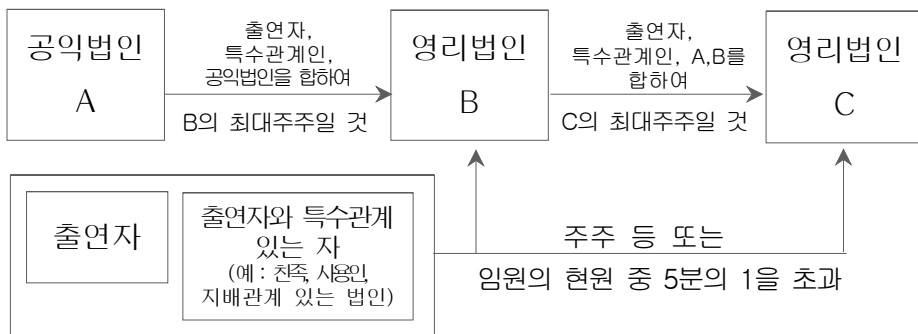 공익법인
A
출연자,
특수관계인,
공익법인을 합하여
B의 최대주주일 것
영리법인
B
출연자,
특수관계인, A,B를
합하여
C의 최대주주일 것
영리법인
C
출연자
출연자와 특수관계
있는 자
(예 : 친족, 사용인,
지배관계 있는 법인)
주주 등 또는
임원의 현원 중 5분의 1을 초과